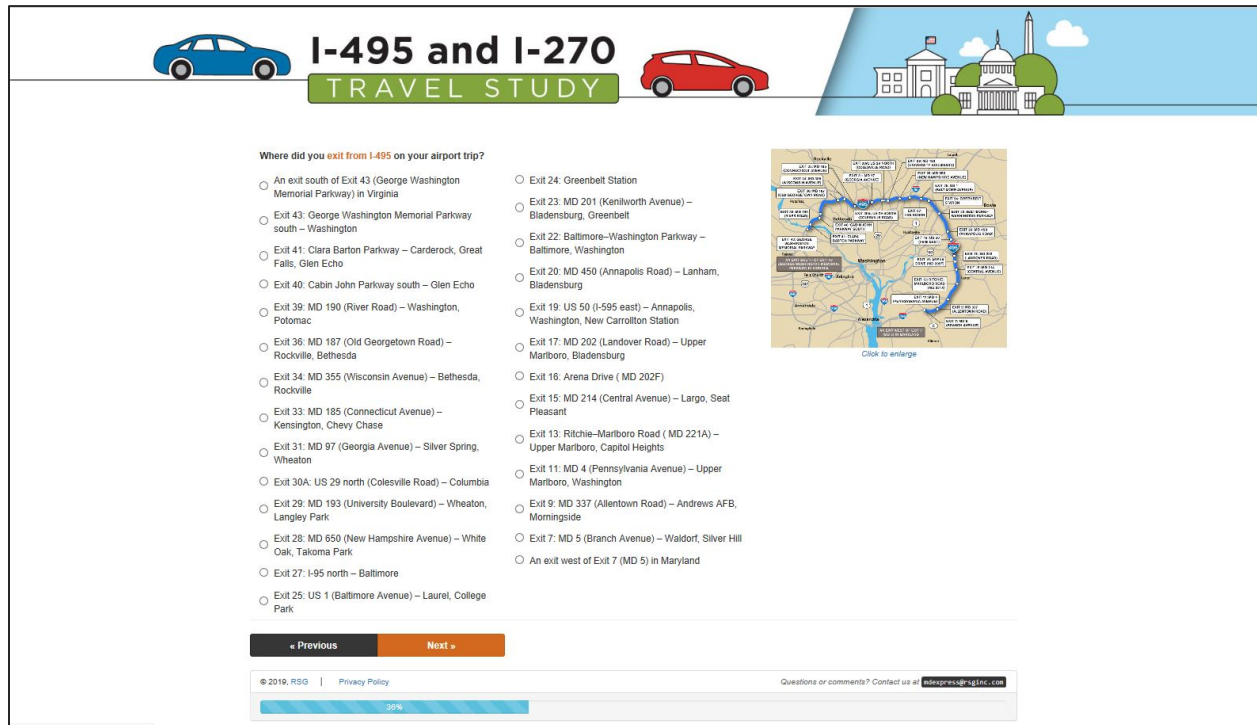 I-495 and I-270
TRAVEL STUDY
Where did you exit from I-495 on your airport trip?
An exit south of Exit 43 (George Washington
Memorial Parkway) in Virginia
Exit 43: George Washington Memorial Parkway
south – Washington
Exit 41: Clara Barton Parkway – Carderock, Great
Falls, Glen Echo
Exit 40: Cabin John Parkway south – Glen Echo
Exit 39: MD 190 (River Road) – Washington,
Potomac
Exit 36: MD 187 (Old Georgetown Road) –
Rockville, Bethesda
Exit 34: MD 355 (Wisconsin Avenue) – Bethesda,
Rockville
Exit 33: MD 185 (Connecticut Avenue) –
Kensington, Chevy Chase
Exit 31: MD 97 (Georgia Avenue) – Silver Spring,
Wheaton
Exit 30A: US 29 north (Colesville Road) – Columbia
Exit 29: MD 193 (University Boulevard) – Wheaton,
Langley Park
Exit 28: MD 650 (New Hampshire Avenue) – White
Oak, Takoma Park
Exit 27: I-95 north – Baltimore
Exit 25: US 1 (Baltimore Avenue) – Laurel, College
Park
Exit 24: Greenbelt Station
Exit 23: MD 201 (Kenilworth Avenue) –
Bladensburg, Greenbelt
Exit 22: Baltimore–Washington Parkway –
Baltimore, Washington
Exit 20: MD 450 (Annapolis Road) – Lanham,
Bladensburg
Exit 19: US 50 (I-595 east) – Annapolis,
Washington, New Carrollton Station
Exit 17: MD 202 (Landover Road) – Upper
Marlboro, Bladensburg
Exit 16: Arena Drive ( MD 202F)
Exit 15: MD 214 (Central Avenue) – Largo, Seat
Pleasant
Exit 13: Ritchie–Marlboro Road ( MD 221A) –
Upper Marlboro, Capitol Heights
Exit 11: MD 4 (Pennsylvania Avenue) – Upper
Marlboro, Washington
Exit 9: MD 337 (Allentown Road) – Andrews AFB,
Morningside
Exit 7: MD 5 (Branch Avenue) – Waldorf, Silver Hill
An exit west of Exit 7 (MD 5) in Maryland
Washington
Click to enlarge
« Previous
Next »
© 2019, RSG | Privacy Policy
Questions or comments? Contact us at mdexpress@rsginc.com
36%